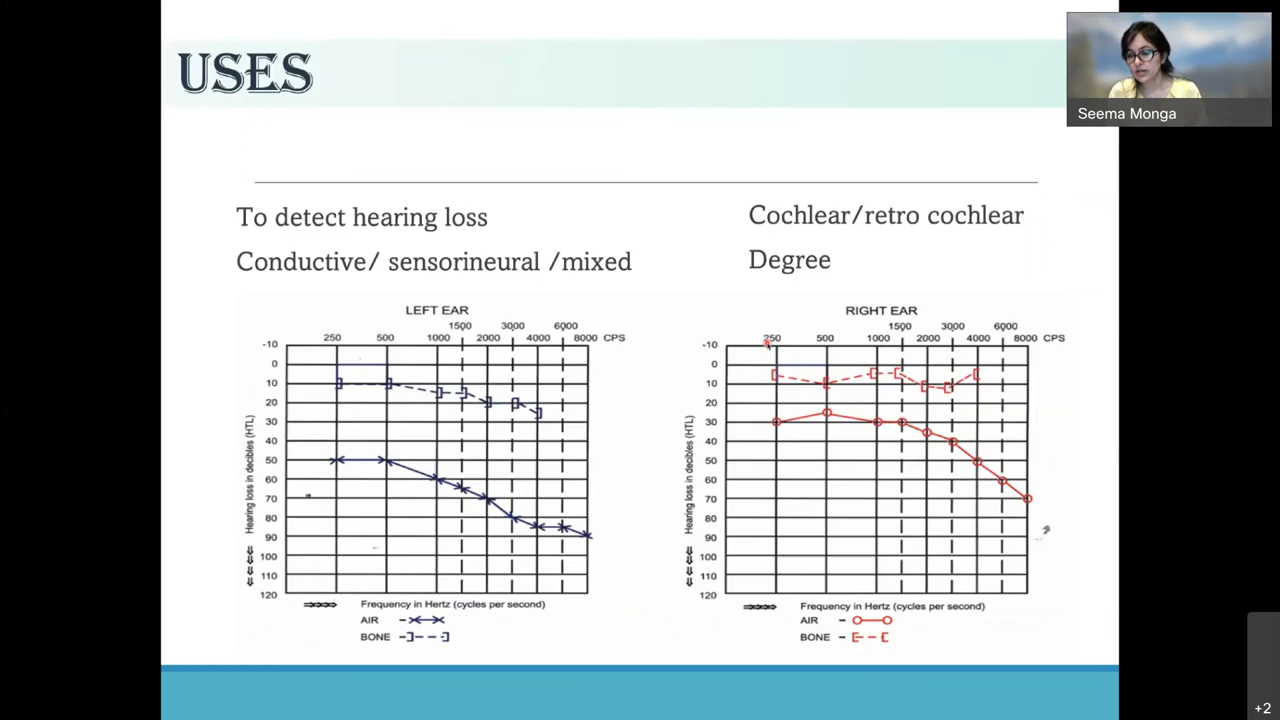 USES
Seema Monga
To detect hearing loss
Conductive/ sensorineural /mixed
Cochlear/retro cochlear
Degree
LEFT EAR
1500 3000 6000
250 500 1000 2000 4000 8000 CPS
-10
0
10
20
30
40
50
60
70
80
90
100
110
120
Hearing loss in decibles (HTL)
Frequency in Hertz (cycles per second)
AIR
BONE
RIGHT EAR
1500 3000 6000
250 500 1000 2000 4000 8000 CPS
-10
0
10
20
30
40
50
60
70
80
90
100
110
120
Hearing loss in decibles (HTL)
Frequency in Hertz (cycles per second)
AIR
BONE
+2